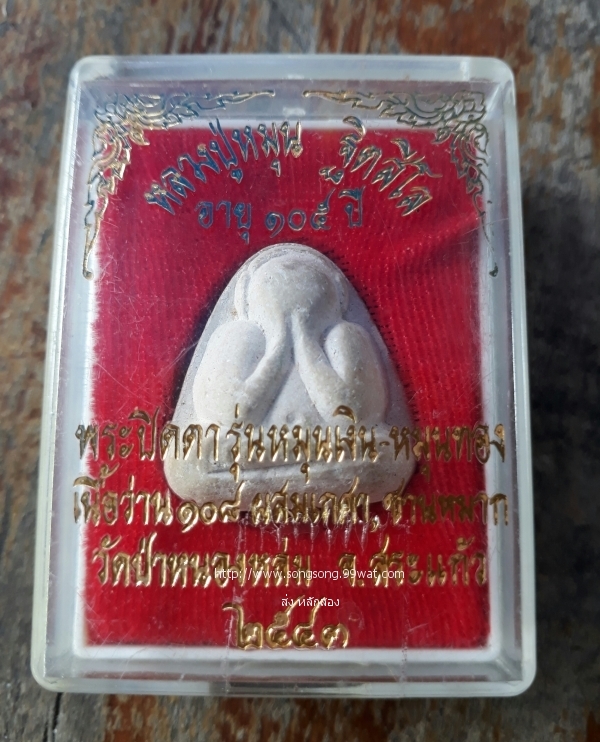 หลวงปู่หมุน ฐิตสีโล
อายุ ๑๐๕ ปี
พระปิดตา รุ่นหมุนเงิน-หมุนทอง
เนื้อว่าน ๑๐๘ ผสมเกศา, ชานหมาก
วัดป่าหนองหล่ม จ.สระแก้ว
http://www.songsong.99wat.com/
ส่ง หลักสอง
๒๕๔๓